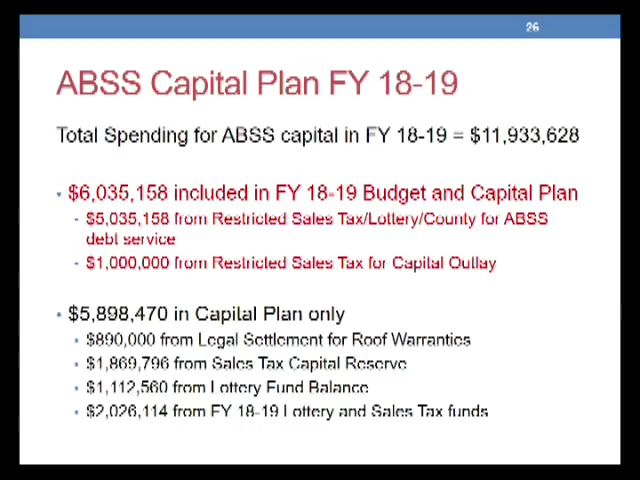 26
ABSS Capital Plan FY 18-19
Total Spending for ABSS capital in FY 18-19 = $11,933,628
• $6,035,158 included in FY 18-19 Budget and Capital Plan
- $5,035,158 from Restricted Sales Tax/Lottery/County for ABSS
debt service
- $1,000,000 from Restricted Sales Tax for Capital Outlay
• $5,898,470 in Capital Plan only
• $890,000 from Legal Settlement for Roof Warranties
• $1,869,796 from Sales Tax Capital Reserve
• $1,112,560 from Lottery Fund Balance
• $2,026,114 from FY 18-19 Lottery and Sales Tax funds